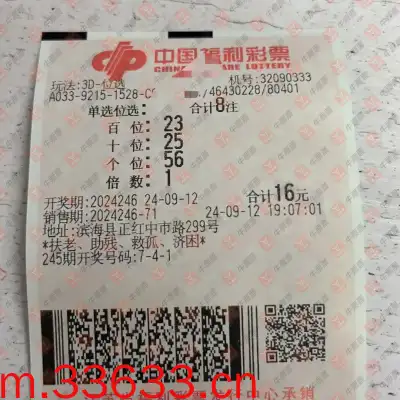 中国福利彩票
CHINA WELFARE LOTTERY
玩法:3D-位选
机号:32090333
A033-9215-1528-C /46430228/80401
单选位选: 合计8注
百位: 23
十位: 25
个位: 56
倍数: 1
开奖期:2024246 24-09-12 合计16元
销售期:2024246-71 24-09-12 19:07:01
地址:滨海县正红中市路299号
*扶老、助残、救孤、济困*
245期开奖号码:7-4-1
m.33633.cn
中心承销